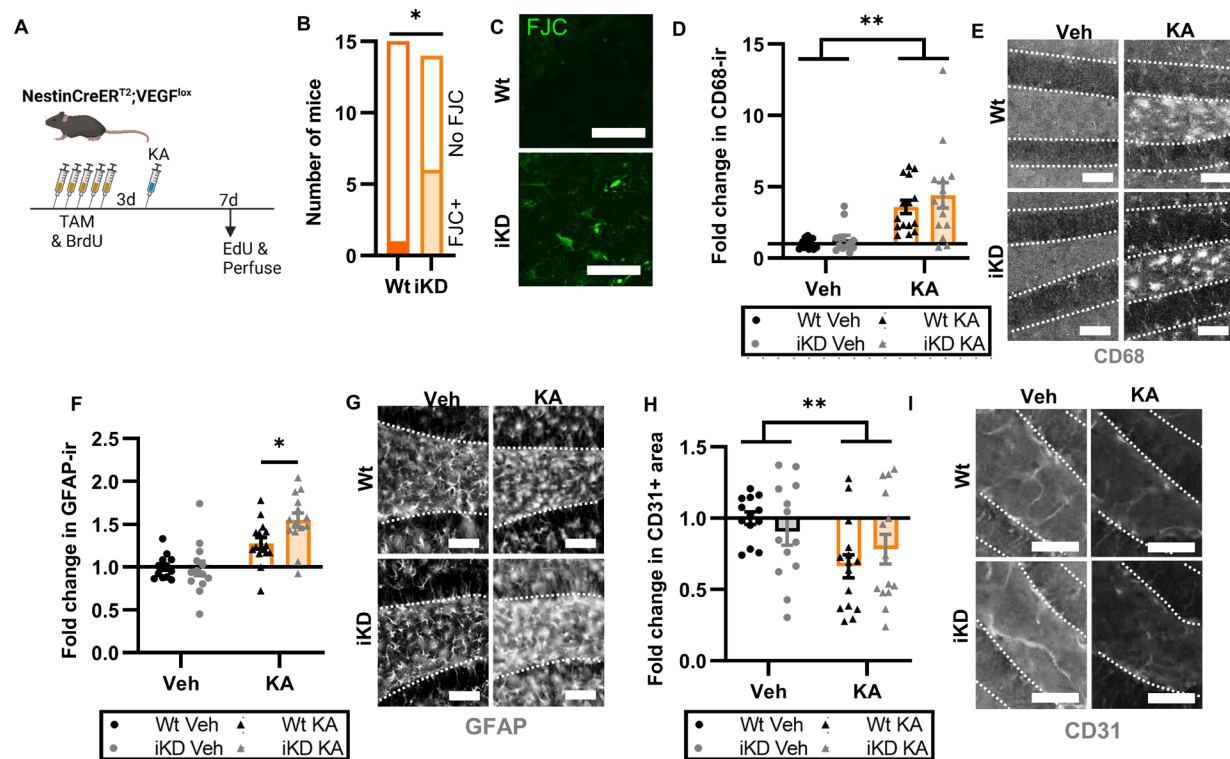 A
NestinCreER^T2;VEGF^lox
KA
3d
7d
TAM
& BrdU
EdU &
Perfuse
B
*
Number of mice
15
10
5
0
No FJC
FJC+
Wt iKD
C
FJC
Wt
iKD
D
**
Fold change in CD68-ir
15
10
5
1
Veh
KA
Wt Veh
Wt KA
iKD Veh
iKD KA
E
Veh
KA
Wt
iKD
CD68
F
*
Fold change in GFAP-ir
2.5
2.0
1.5
1.0
0.5
0.0
Veh
KA
Wt Veh
Wt KA
iKD Veh
iKD KA
G
Veh
KA
Wt
iKD
GFAP
H
**
Fold change in CD31+ area
1.5
1.0
0.5
0.0
Veh
KA
Wt Veh
Wt KA
iKD Veh
iKD KA
I
Veh
KA
Wt
iKD
CD31